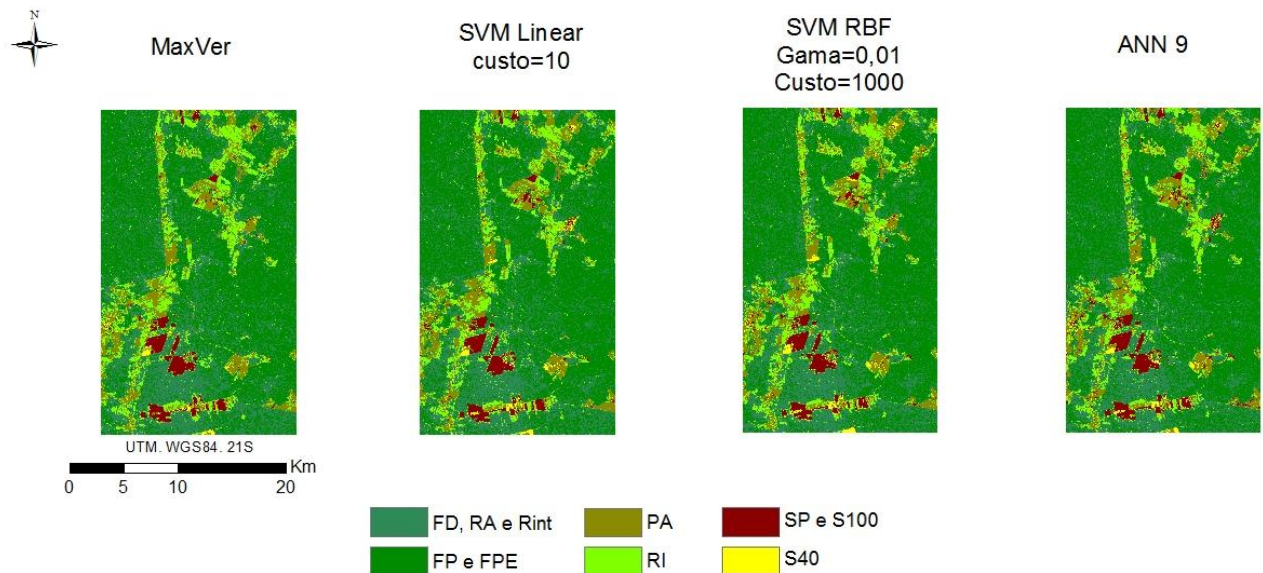 N
MaxVer
SVM Linear
custo=10
SVM RBF
Gama=0,01
Custo=1000
ANN 9
UTM. WGS84. 21S
Km
0 5 10 20
FD, RA e Rint
PA
SP e S100
FP e FPE
RI
S40